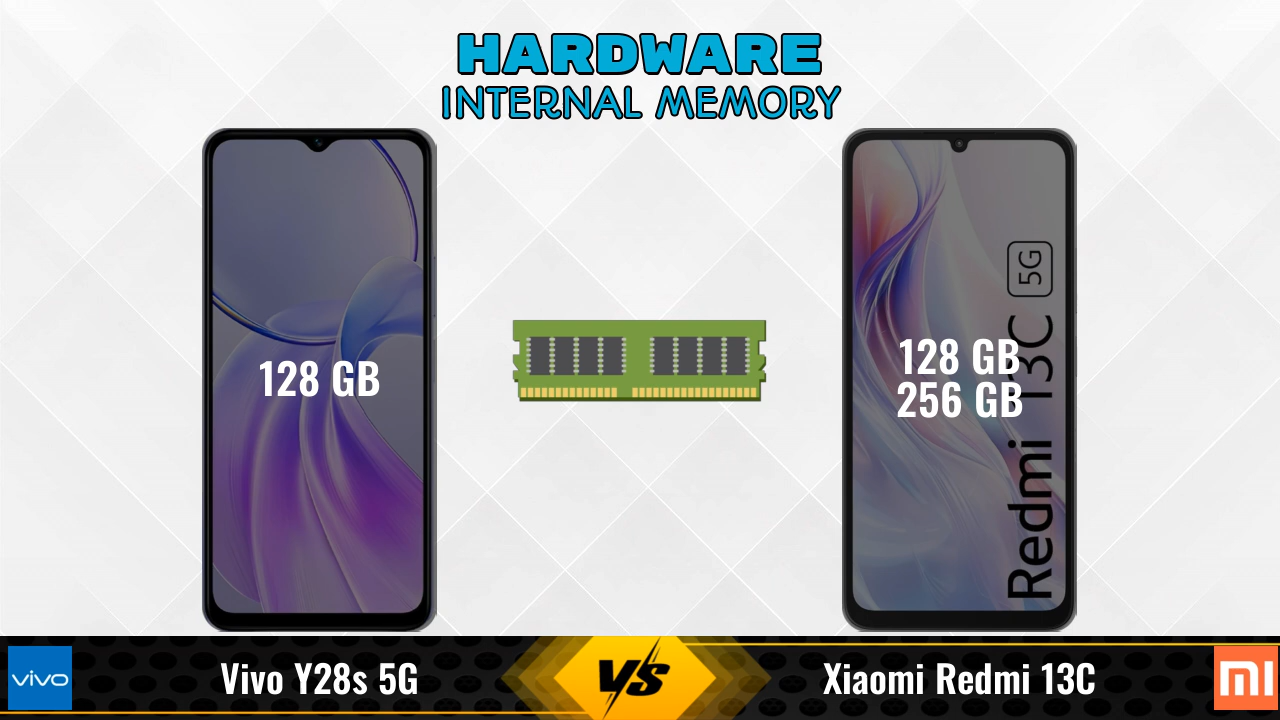 HARDWARE
INTERNAL MEMORY
128 GB
128 GB
256 GB
Redmi 13C 5G
vivo
Vivo Y28s 5G
VS
Xiaomi Redmi 13C
MI